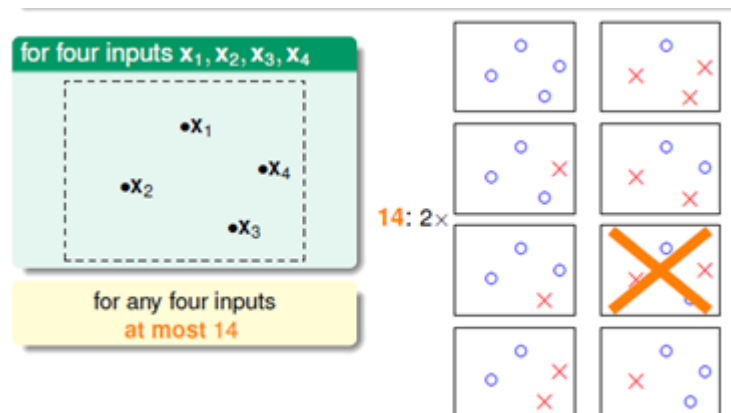 for four inputs x₁, x₂, x₃, x₄
x₁
x₄
x₂
x₃
14: 2×
for any four inputs
at most 14